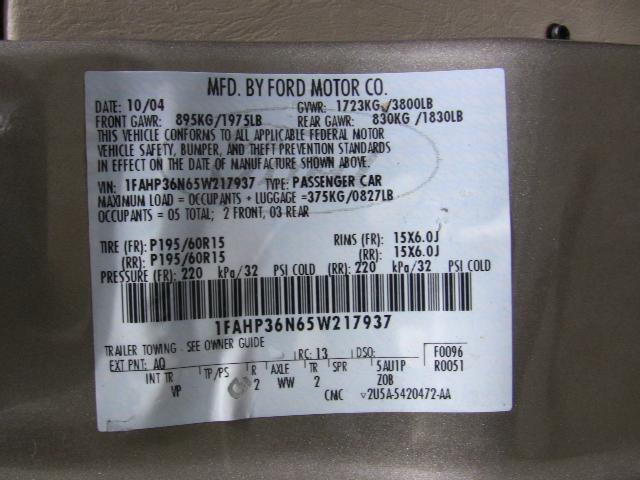 MFD. BY FORD MOTOR CO.
DATE: 10/04 GVWR: 1723KG /3800LB
FRONT GAWR: 895KG/1975LB REAR GAWR: 830KG /1830LB
THIS VEHICLE CONFORMS TO ALL APPLICABLE FEDERAL MOTOR
VEHICLE SAFETY, BUMPER, AND THEFT PREVENTION STANDARDS
IN EFFECT ON THE DATE OF MANUFACTURE SHOWN ABOVE.
VIN: 1FAHP36N65W217937 TYPE: PASSENGER CAR
MAXIMUM LOAD = OCCUPANTS + LUGGAGE =375KG/0827LB
OCCUPANTS = 05 TOTAL; 2 FRONT, 03 REAR
TIRE (FR): P195/60R15 RIMS (FR): 15X6.0J
(RR): P195/60R15 (RR): 15X6.0J
PRESSURE (FR): 220 kPa/32 PSI COLD (RR): 220 kPa/32 PSI COLD
1FAHP36N65W217937
TRAILER TOWING - SEE OWNER GUIDE
EXT PNT: AQ RC: 13 DSO: F0096
R0051
INT TR TP/PS R AXLE TR SPR 5AU1P
VP 2 WW 2 Z0B
CMC 2U5A-5420472-AA